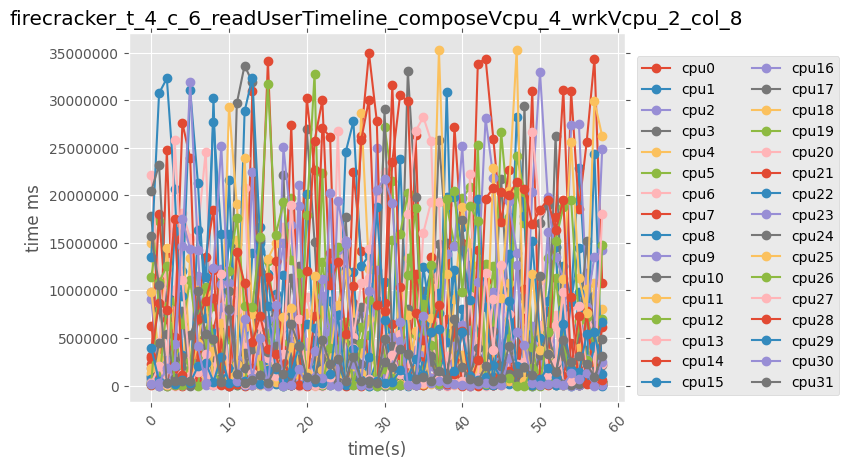 firecracker_t_4_c_6_readUserTimeline_composeVcpu_4_wrkVcpu_2_col_8
35000000
30000000
25000000
20000000
15000000
10000000
5000000
0
time ms
0 10 20 30 40 50 60
time(s)
cpu0 cpu16
cpu1 cpu17
cpu2 cpu18
cpu3 cpu19
cpu4 cpu20
cpu5 cpu21
cpu6 cpu22
cpu7 cpu23
cpu8 cpu24
cpu9 cpu25
cpu10 cpu26
cpu11 cpu27
cpu12 cpu28
cpu13 cpu29
cpu14 cpu30
cpu15 cpu31